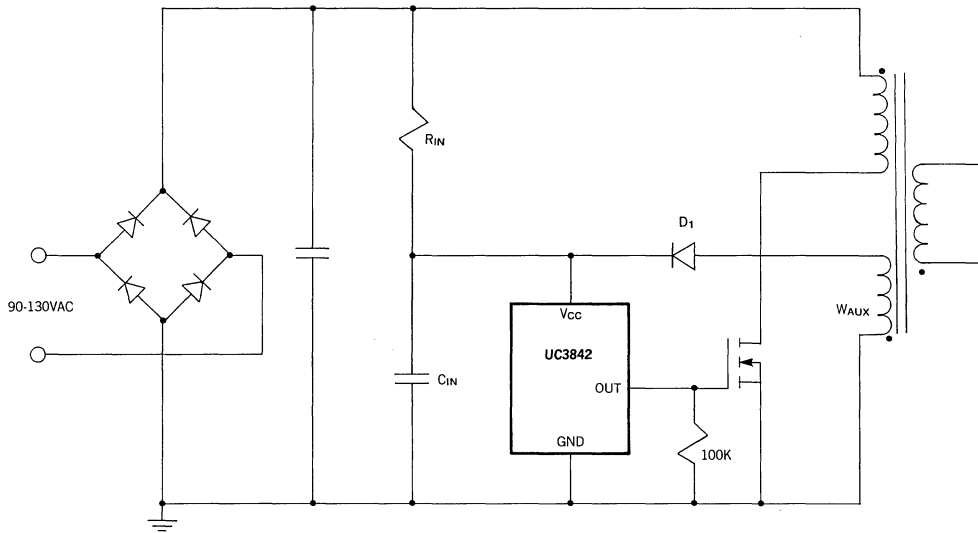 RIN
D1
90-130VAC
VCC
WAUX
UC3842
CIN
OUT
GND
100K